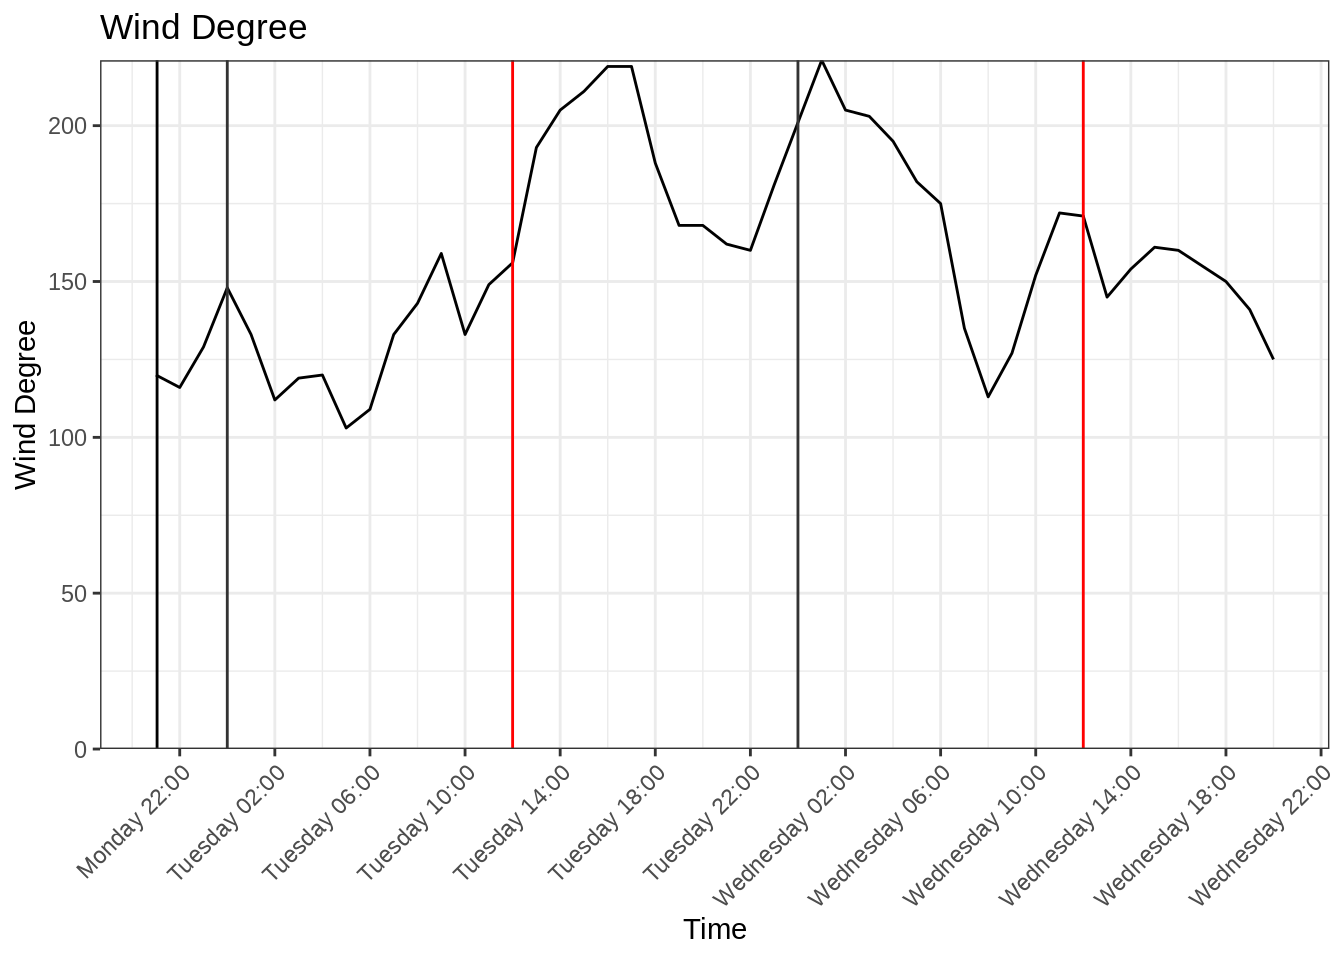 Wind Degree
Wind Degree
200
150
100
50
0
Monday 22:00
Tuesday 02:00
Tuesday 06:00
Tuesday 10:00
Tuesday 14:00
Tuesday 18:00
Tuesday 22:00
Wednesday 02:00
Wednesday 06:00
Wednesday 10:00
Wednesday 14:00
Wednesday 18:00
Wednesday 22:00
Time